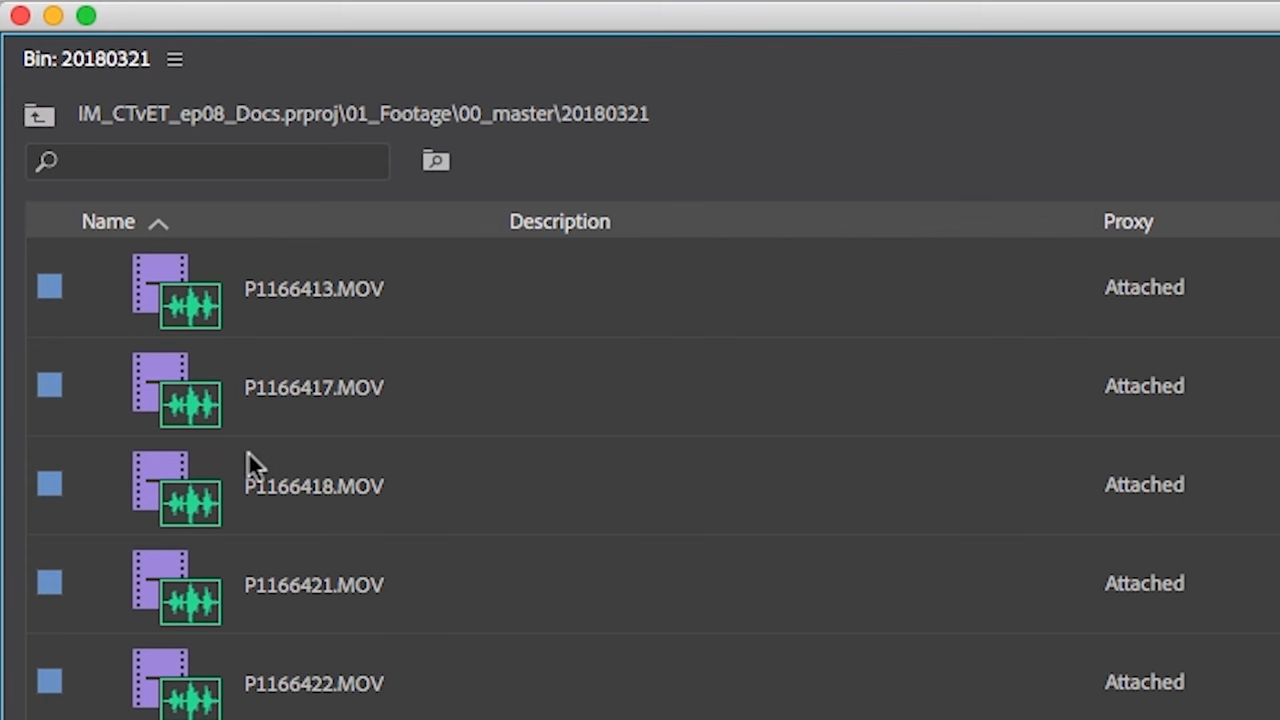 Bin: 20180321
IM_CTvET_ep08_Docs.prproj\01_Footage\00_master\20180321
Name Description Proxy
P1166413.MOV Attached
P1166417.MOV Attached
P1166418.MOV Attached
P1166421.MOV Attached
P1166422.MOV Attached